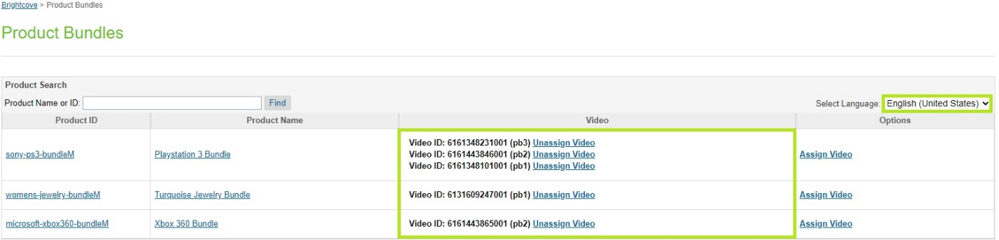 Brightcove > Product Bundles
Product Bundles
Product Search
Product Name or ID: Find Select Language: English (United States)
Product ID Product Name Video Options
sony-ps3-bundleM Playstation 3 Bundle Video ID: 6161348231001 (pb3) Unassign Video
Video ID: 6161443846001 (pb2) Unassign Video Assign Video
Video ID: 6161348101001 (pb1) Unassign Video
womens-jewelry-bundleM Turquoise Jewelry Bundle Video ID: 6131609247001 (pb1) Unassign Video Assign Video
microsoft-xbox360-bundleM Xbox 360 Bundle Video ID: 6161443865001 (pb2) Unassign Video Assign Video